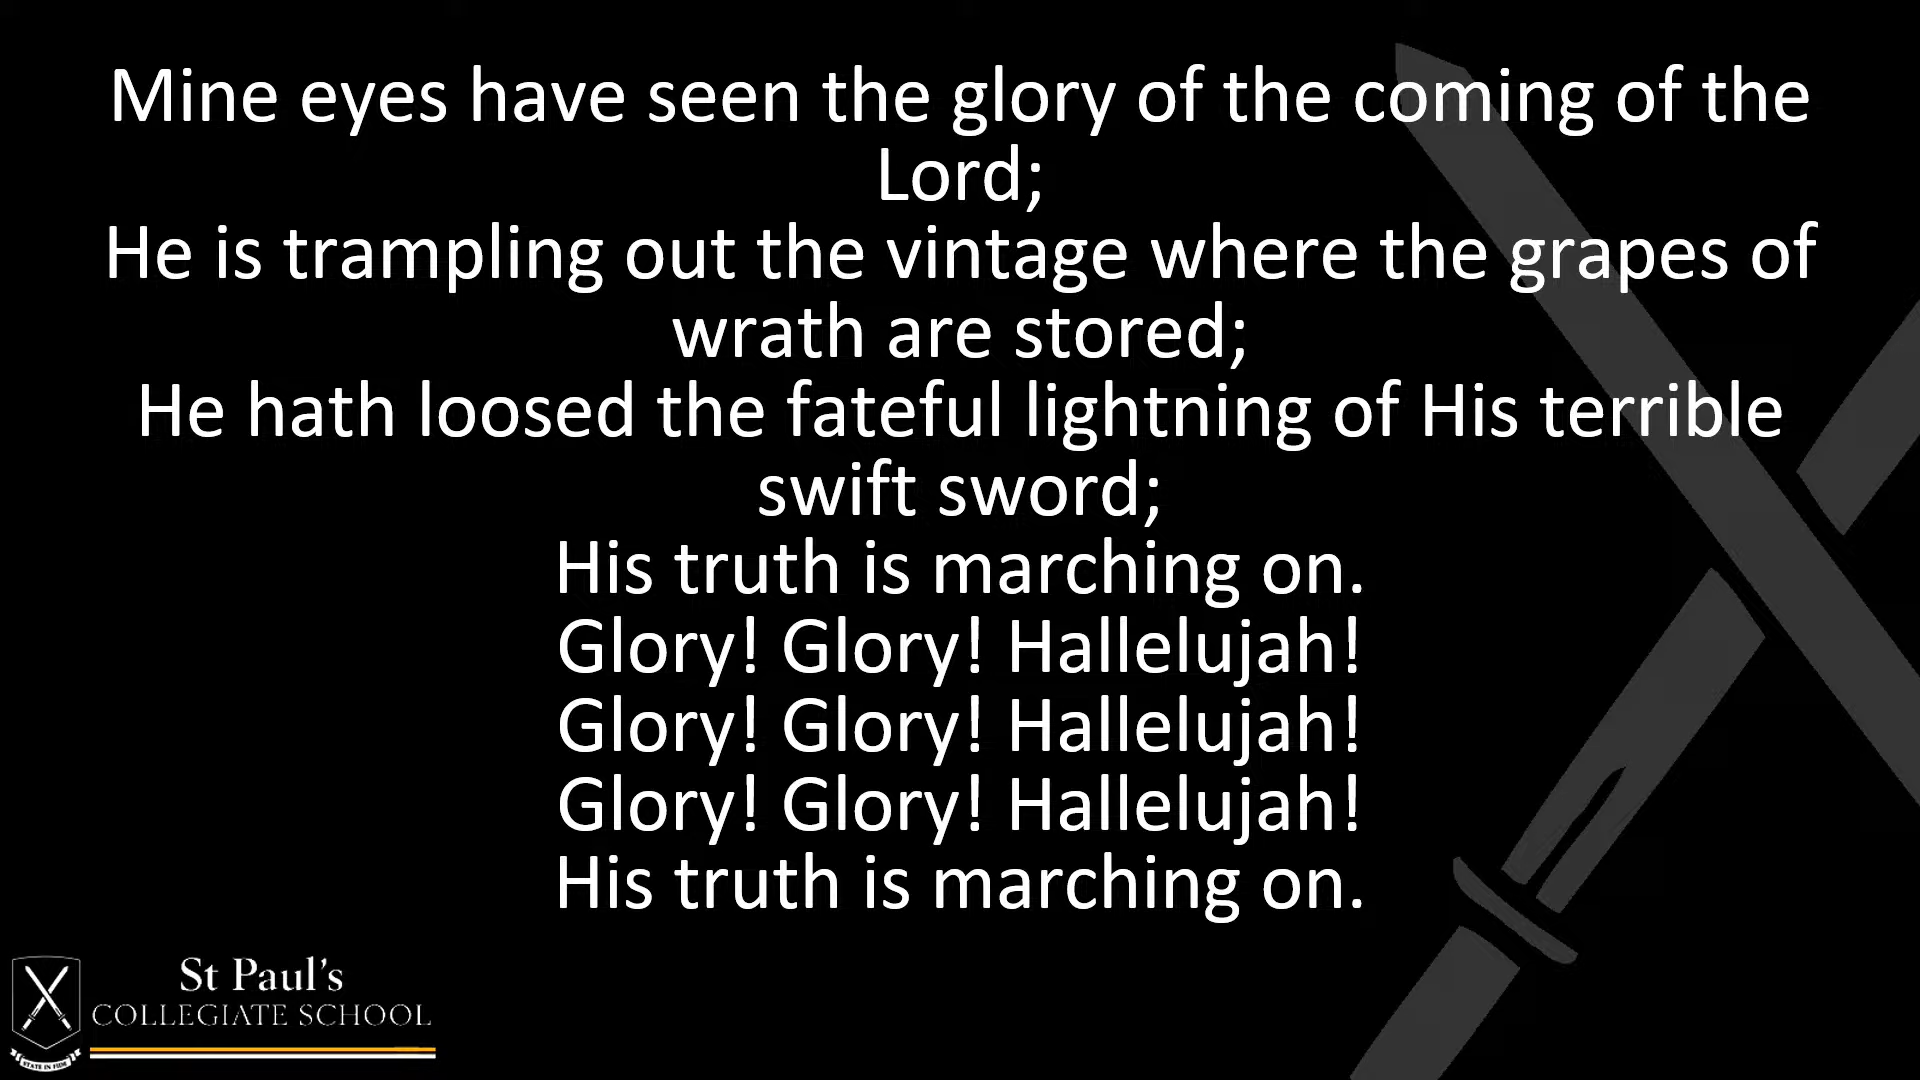 Mine eyes have seen the glory of the coming of the
Lord;
He is trampling out the vintage where the grapes of
wrath are stored;
He hath loosed the fateful lightning of His terrible
swift sword;
His truth is marching on.
Glory! Glory! Hallelujah!
Glory! Glory! Hallelujah!
Glory! Glory! Hallelujah!
His truth is marching on.
St Paul's
COLLEGIATE SCHOOL
STATE IN FIDE